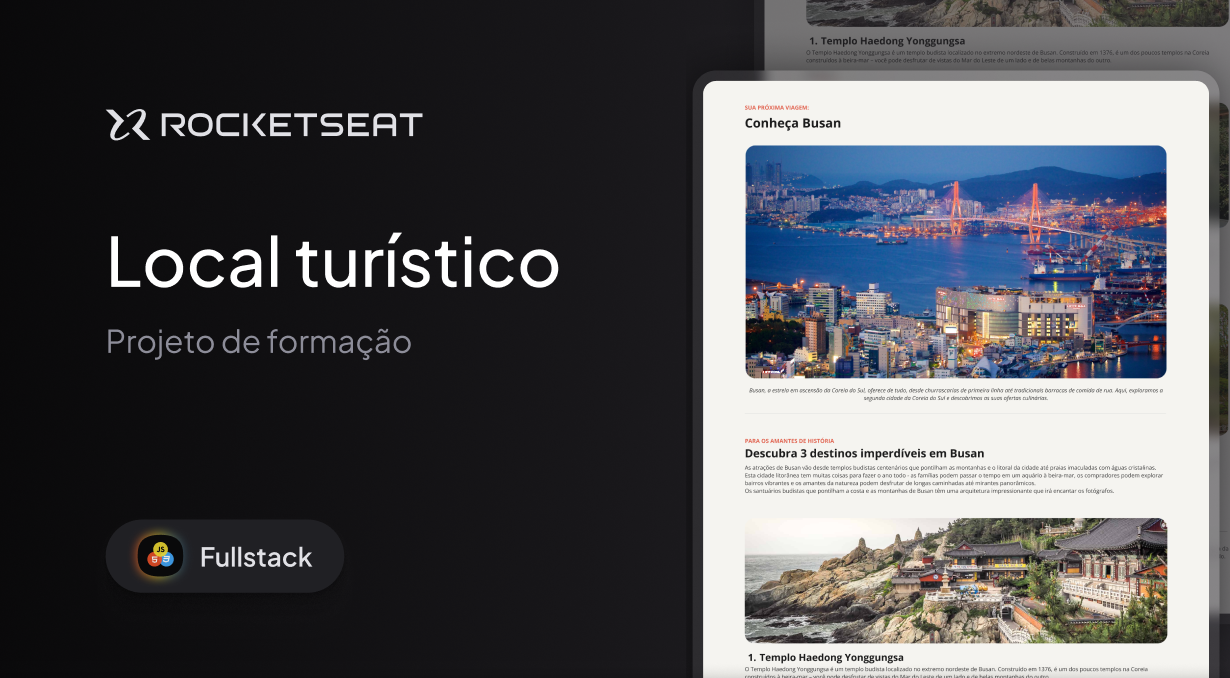 ROCKETSEAT
Local turístico
Projeto de formação
JS
5 3
Fullstack
1. Templo Haedong Yonggungsa
O Templo Haedong Yonggungsa é um templo budista localizado no extremo nordeste de Busan. Construído em 1376, é um dos poucos templos na Coreia
construídos à beira-mar – você pode desfrutar de vistas do Mar do Leste de um lado e de belas montanhas do outro.
SUA PRÓXIMA VIAGEM:
Conheça Busan
Busan, a estrela em ascensão da Coreia do Sul, oferece de tudo, desde churrascarias de primeira linha até tradicionais barracas de comida de rua. Aqui, exploramos a
segunda cidade da Coreia do Sul e descobrimos as suas ofertas culinárias.
PARA OS AMANTES DE HISTÓRIA
Descubra 3 destinos imperdíveis em Busan
As atrações de Busan vão desde templos budistas centenários que pontilham as montanhas e o litoral da cidade até praias imaculadas com águas cristalinas.
Esta cidade litorânea tem muitas coisas para fazer o ano todo - as famílias podem passar o tempo em um aquário à beira-mar, os compradores podem explorar
bairros vibrantes e os amantes da natureza podem desfrutar de longas caminhadas até mirantes panorâmicos.
Os santuários budistas que pontilham a costa e as montanhas de Busan têm uma arquitetura impressionante que irá encantar os fotógrafos.
1. Templo Haedong Yonggungsa
O Templo Haedong Yonggungsa é um templo budista localizado no extremo nordeste de Busan. Construído em 1376, é um dos poucos templos na Coreia
construídos à beira-mar – você pode desfrutar de vistas do Mar do Leste de um lado e de belas montanhas do outro.